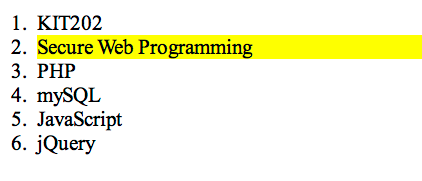 1. KIT202
2. Secure Web Programming
3. PHP
4. mySQL
5. JavaScript
6. jQuery